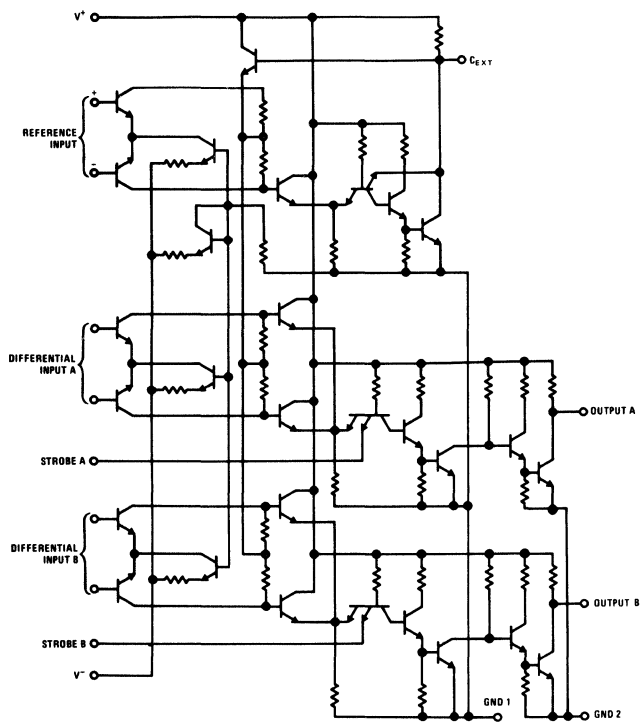 V+
CEXT
+
REFERENCE
INPUT
-
DIFFERENTIAL
INPUT A
OUTPUT A
STROBE A
DIFFERENTIAL
INPUT B
OUTPUT B
STROBE B
V-
GND 1
GND 2